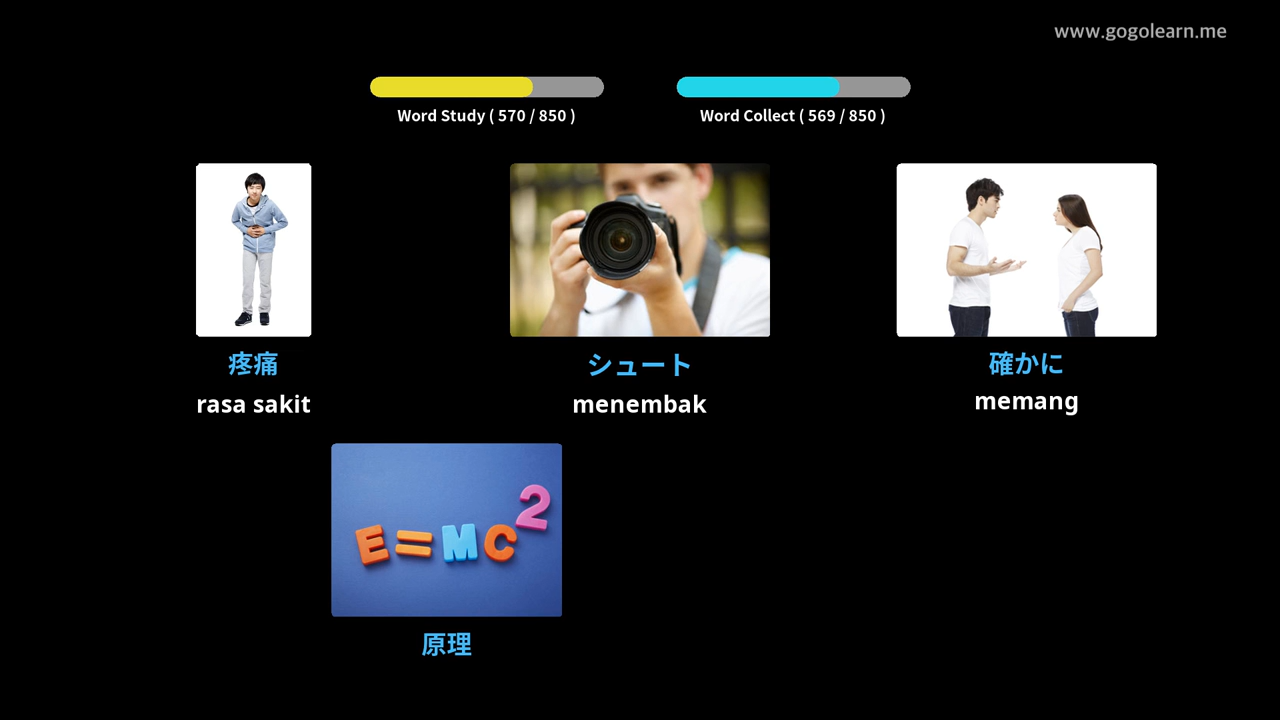 www.gogolearn.me
Word Study ( 570 / 850 )
Word Collect ( 569 / 850 )
疼痛
シュート
確かに
rasa sakit
menembak
memang
E=MC2
原理